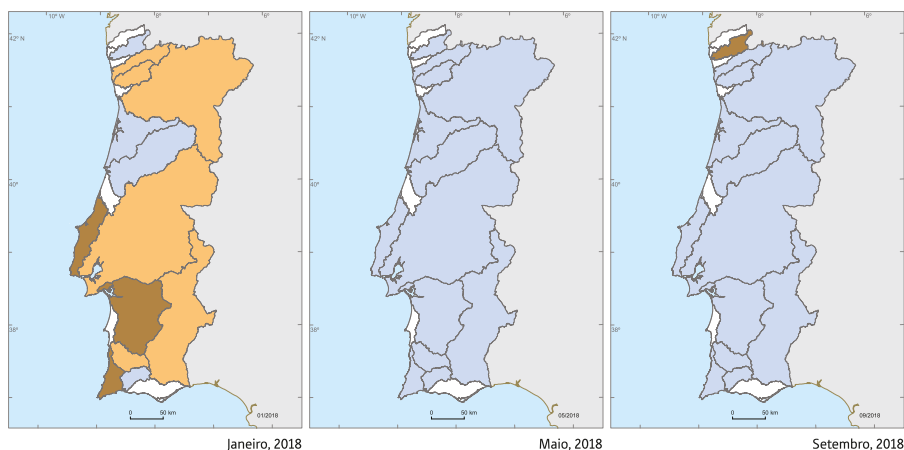 10° W
8°
6°
42° N
40°
38°
0 50 km
01/2018
Janeiro, 2018
10° W
8°
6°
42° N
40°
38°
0 50 km
05/2018
Maio, 2018
10° W
8°
6°
42° N
40°
38°
0 50 km
09/2018
Setembro, 2018